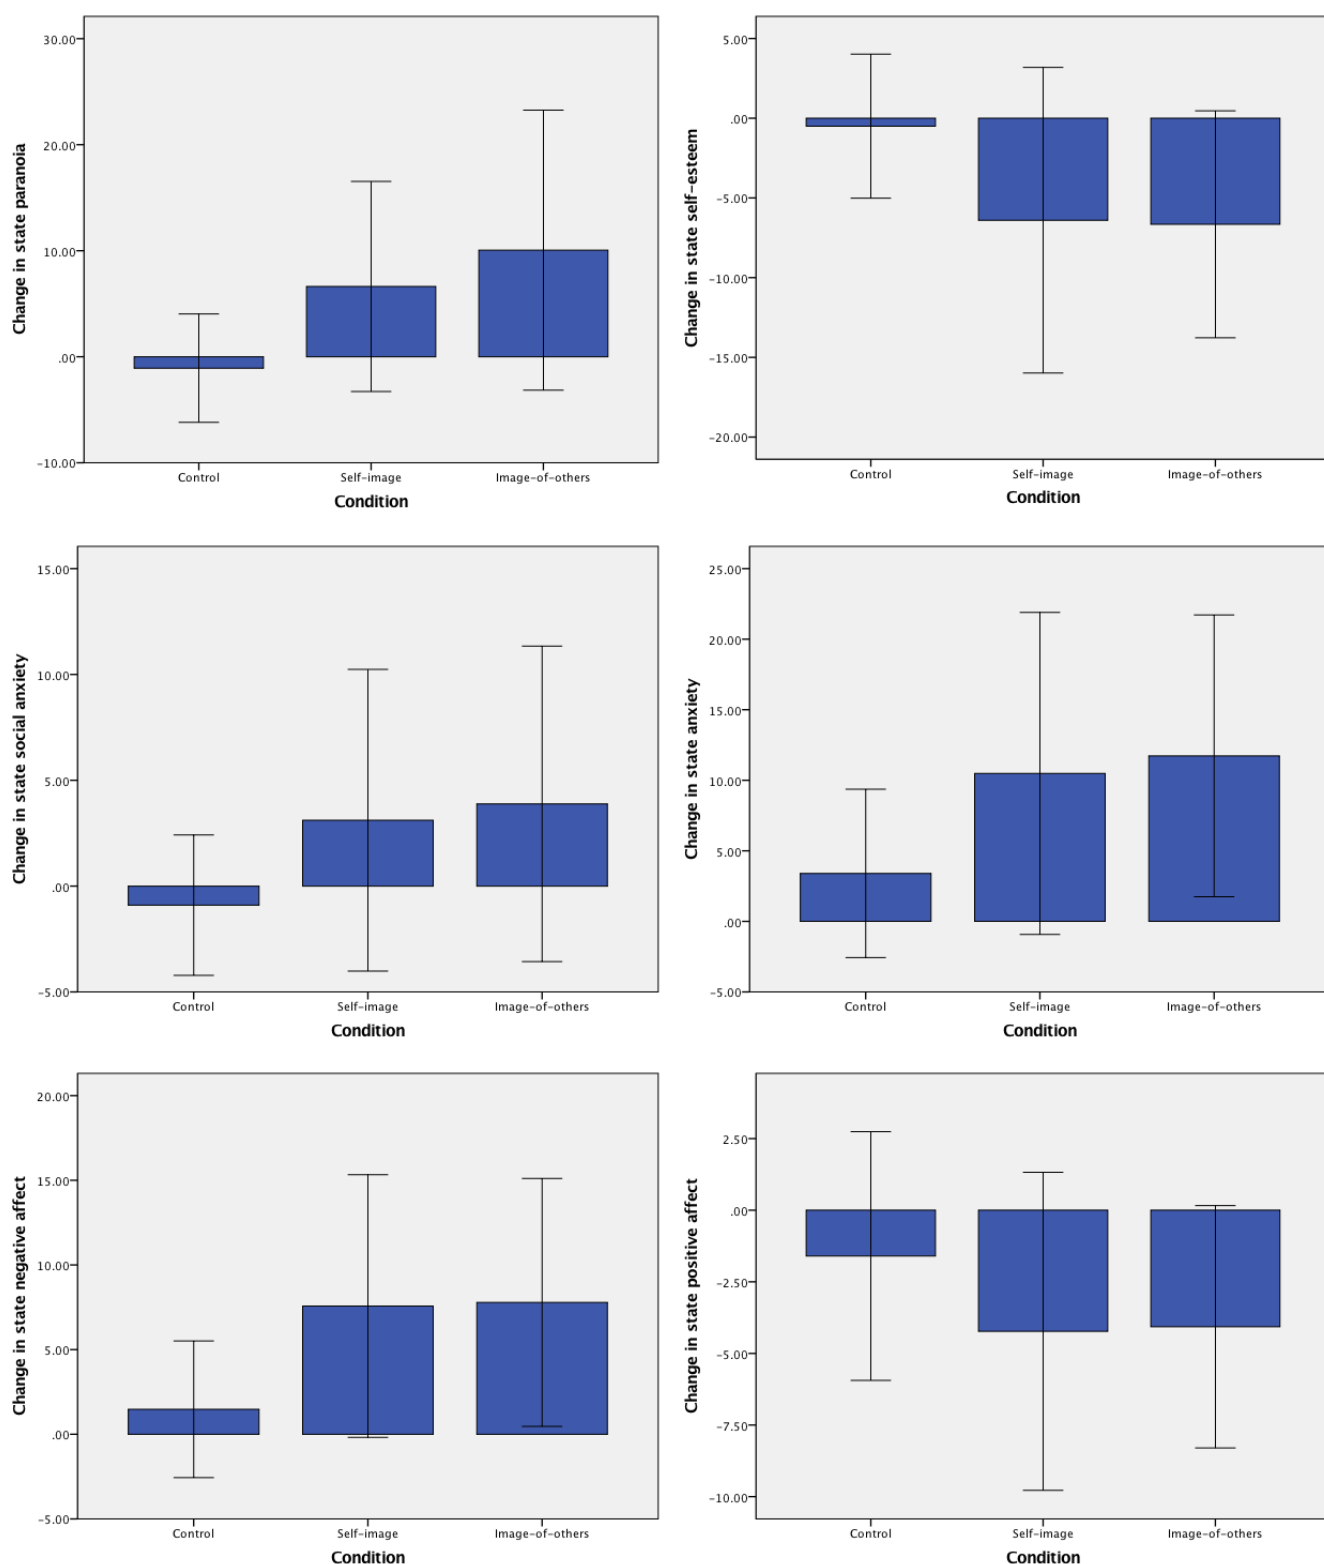 Change in state paranoia
30.00
20.00
10.00
.00
-10.00
Control Self-image Image-of-others
Condition
Change in state self-esteem
5.00
.00
-5.00
-10.00
-15.00
-20.00
Control Self-image Image-of-others
Condition
Change in state social anxiety
15.00
10.00
5.00
.00
-5.00
Control Self-image Image-of-others
Condition
Change in state anxiety
25.00
20.00
15.00
10.00
5.00
.00
-5.00
Control Self-image Image-of-others
Condition
Change in state negative affect
20.00
15.00
10.00
5.00
.00
-5.00
Control Self-image Image-of-others
Condition
Change in state positive affect
2.50
.00
-2.50
-5.00
-7.50
-10.00
Control Self-image Image-of-others
Condition